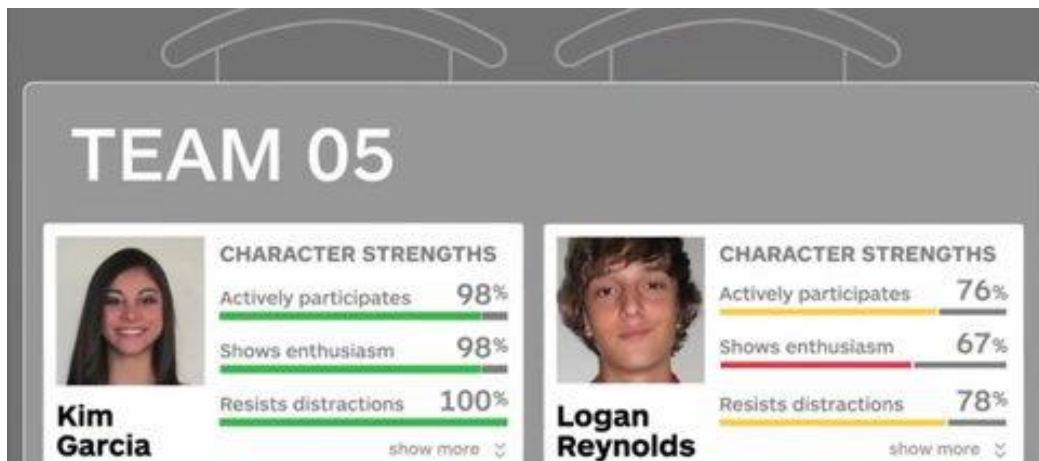 TEAM 05
CHARACTER STRENGTHS
Actively participates 98%
Shows enthusiasm 98%
Resists distractions 100%
Kim
Garcia
show more
CHARACTER STRENGTHS
Actively participates 76%
Shows enthusiasm 67%
Resists distractions 78%
Logan
Reynolds
show more